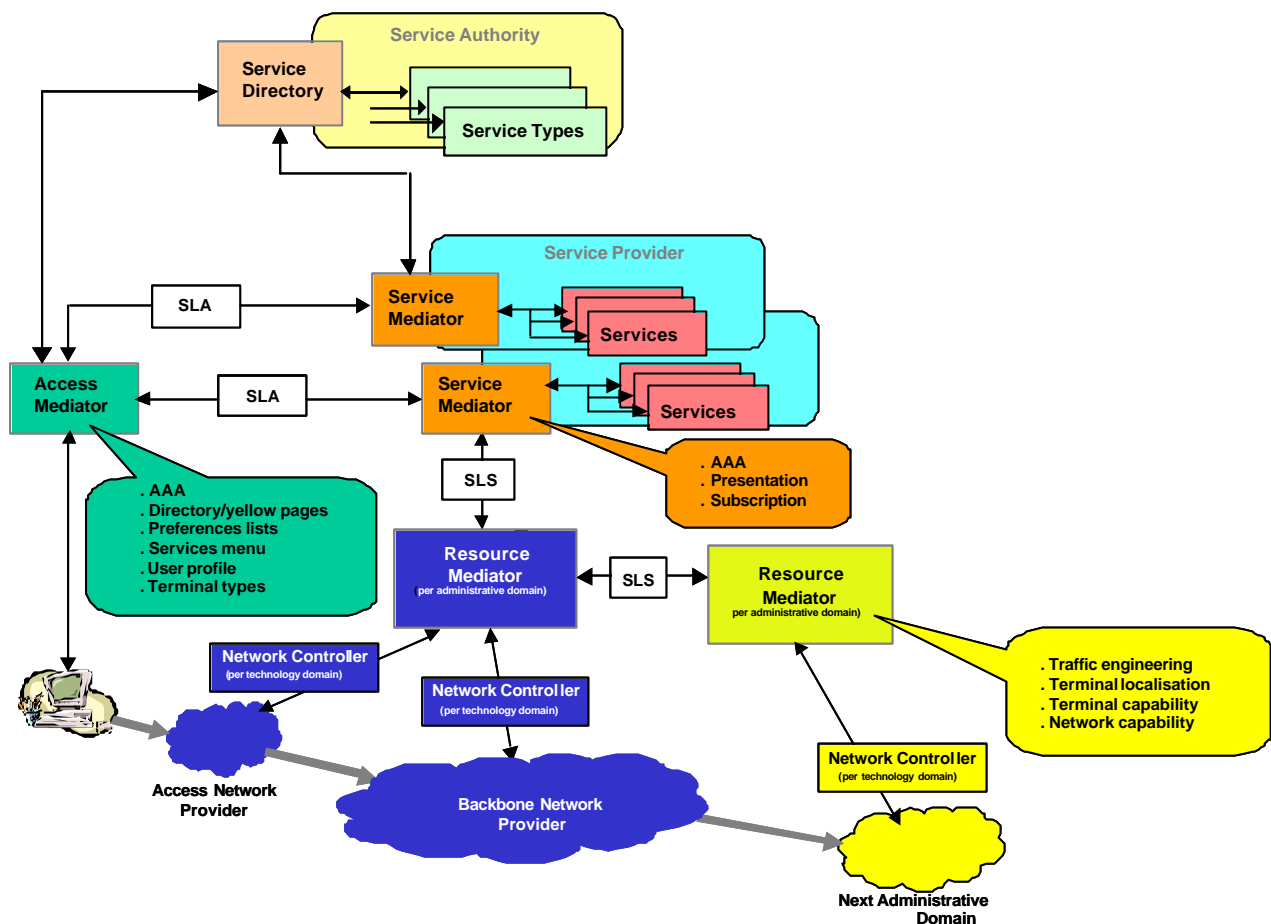 Service Authority
Service
Directory
Service Types
Service Provider
SLA
Service
Mediator
Services
Access
Mediator
SLA
Service
Mediator
Services
SLS
. AAA
. Presentation
. Subscription
. AAA
. Directory/yellow pages
. Preferences lists
. Services menu
. User profile
. Terminal types
Resource
Mediator
(per administrative domain)
SLS
Resource
Mediator
per administrative domain)
Network Controller
(per technology domain)
Network Controller
(per technology domain)
. Traffic engineering
. Terminal localisation
. Terminal capability
. Network capability
Network Controller
(per technology domain)
Access Network
Provider
Backbone Network
Provider
Next Administrative
Domain